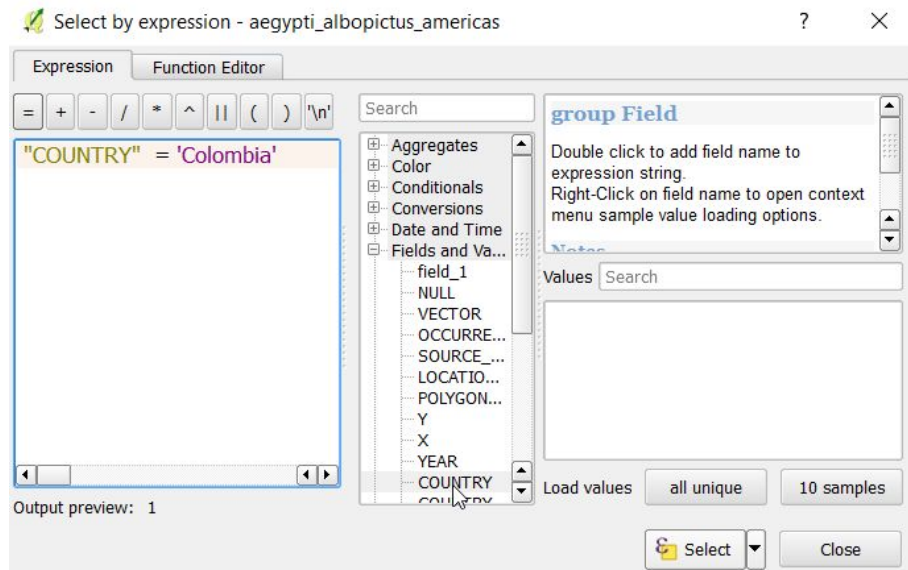 Select by expression - aegypti_albopictus_americas ? ×
Expression Function Editor
= + - / * ^ || ( ) '\n'
"COUNTRY" = 'Colombia'
Output preview: 1
Search
Aggregates
Color
Conditionals
Conversions
Date and Time
Fields and Va...
field_1
NULL
VECTOR
OCCURRE...
SOURCE_...
LOCATIO...
POLYGON...
Y
X
YEAR
COUNTRY
group Field
Double click to add field name to
expression string.
Right-Click on field name to open context
menu sample value loading options.
Notes
Values Search
Load values all unique 10 samples
Select Close